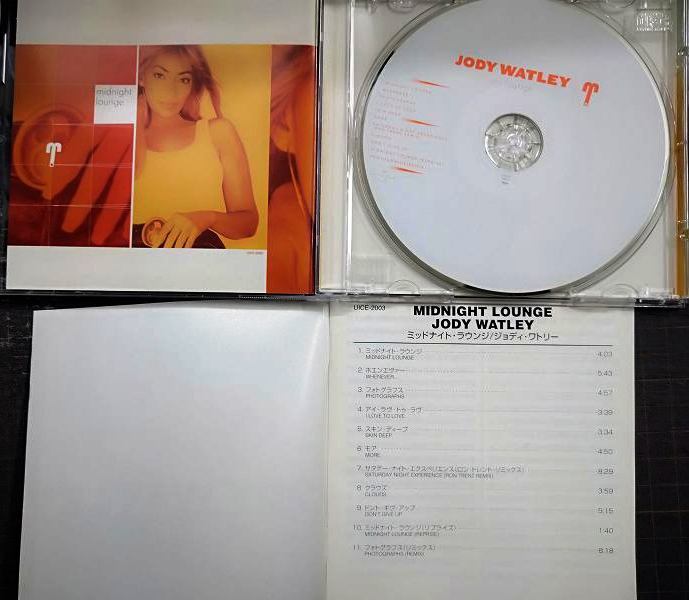 midnight
lounge
JODY WATLEY
UICE-2003
MIDNIGHT LOUNGE
JODY WATLEY
ミッドナイト・ラウンジ/ジョディ・ワトリー
1. ミッドナイト・ラウンジ 4:03
MIDNIGHT LOUNGE
2. ホエンエヴァー 5:43
WHENEVER...
3. フォトグラフス 4:57
PHOTOGRAPHS
4. アイ・ラヴ・トゥ・ラヴ 3:39
I LOVE TO LOVE
5. スキン・ディープ 3:34
SKIN DEEP
6. モア 4:50
MORE
7. サタデー・ナイト・エクスペリエンス(ロン・トレント・リミックス) 8:29
SATURDAY NIGHT EXPERIENCE (RON TRENT REMIX)
8. クラウズ 3:59
CLOUDS
9. ドント・ギヴ・アップ 5:15
DON'T GIVE UP
10. ミッドナイト・ラウンジ(リプライズ) 1:40
MIDNIGHT LOUNGE (REPRISE)
11. フォトグラフス(リミックス) 8:18
PHOTOGRAPHS (REMIX)